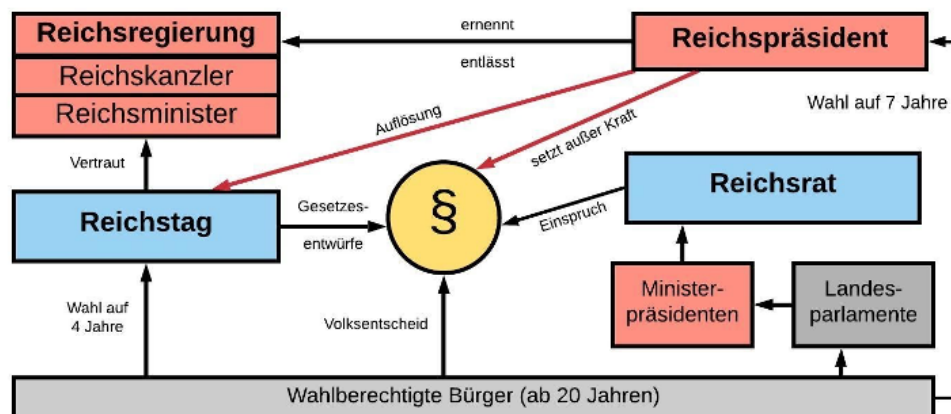 Reichsregierung
Reichskanzler
Reichsminister
ernennt
entlässt
Reichspräsident
Wahl auf 7 Jahre
Auflösung
setzt außer Kraft
Vertraut
Reichstag
Gesetzes-
entwürfe
§
Einspruch
Reichsrat
Minister-
präsidenten
Landes-
parlamente
Wahl auf
4 Jahre
Volksentscheid
Wahlberechtigte Bürger (ab 20 Jahren)